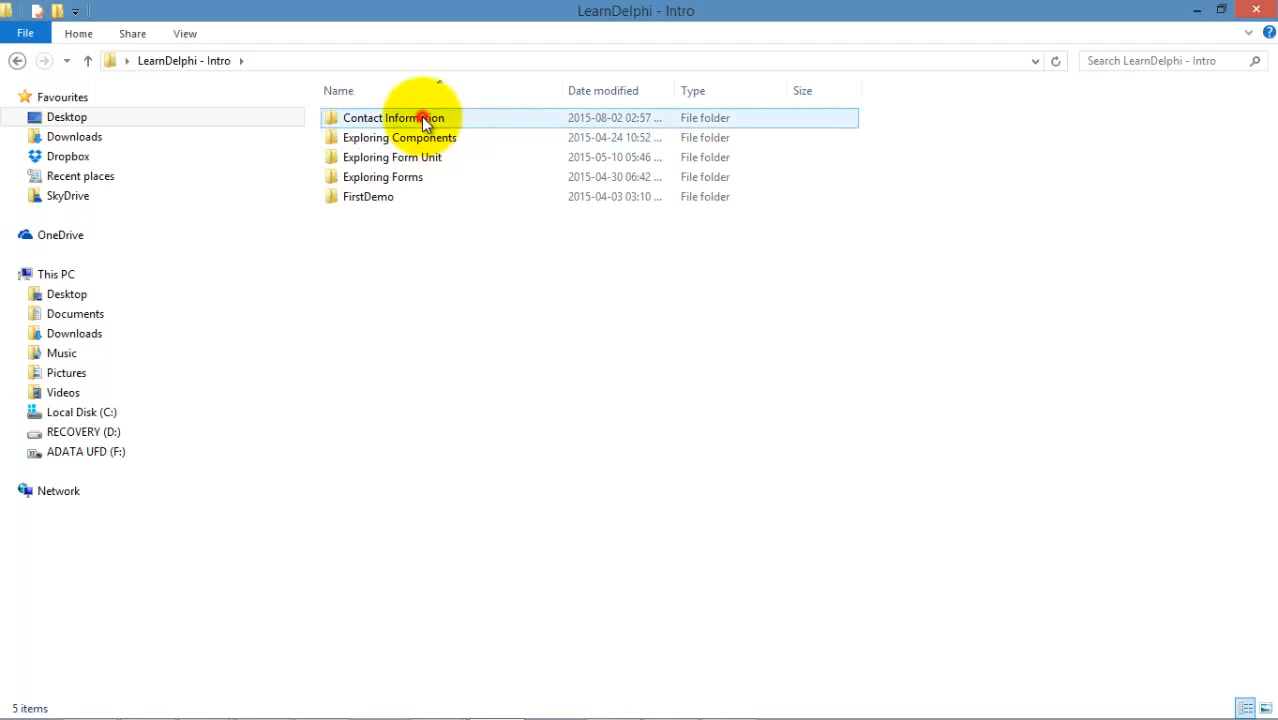 LearnDelphi - Intro
File Home Share View
LearnDelphi - Intro
Search LearnDelphi - Intro
Name Date modified Type Size
Favourites
Desktop
Downloads
Dropbox
Recent places
SkyDrive
OneDrive
This PC
Desktop
Documents
Downloads
Music
Pictures
Videos
Local Disk (C:)
RECOVERY (D:)
ADATA UFD (F:)
Network
Contact Information 2015-08-02 02:57 ... File folder
Exploring Components 2015-04-24 10:52 ... File folder
Exploring Form Unit 2015-05-10 05:46 ... File folder
Exploring Forms 2015-04-30 06:42 ... File folder
FirstDemo 2015-04-03 03:10 ... File folder
5 items